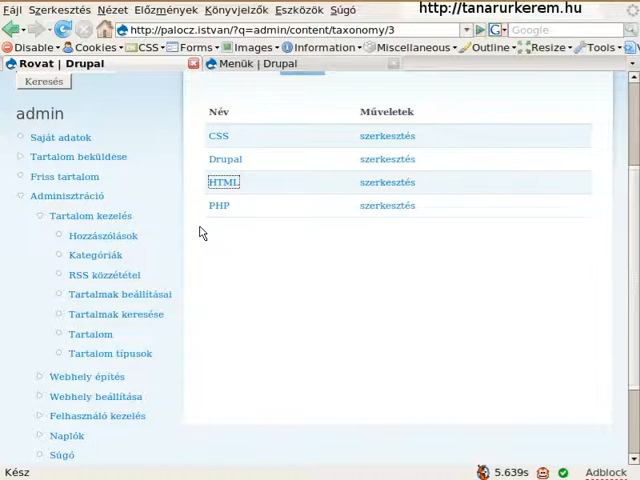 Fájl Szerkesztés Nézet Előzmények Könyvjelzők Eszközök Súgó http://tanarurkerem.hu
http://palocz.istvan/?q=admin/content/taxonomy/3 Google
Disable Cookies CSS Forms Images Information Miscellaneous Outline Resize Tools
Rovat | Drupal Menük | Drupal
Keresés
admin
Saját adatok
Tartalom beküldése
Friss tartalom
Adminisztráció
Tartalom kezelés
Hozzászólások
Kategóriák
RSS közzététel
Tartalmak beállításai
Tartalmak keresése
Tartalom
Tartalom típusok
Webhely építés
Webhely beállítása
Felhasználó kezelés
Naplók
Súgó
Név Műveletek
CSS szerkesztés
Drupal szerkesztés
HTML szerkesztés
PHP szerkesztés
Kész 5.639s Adblock